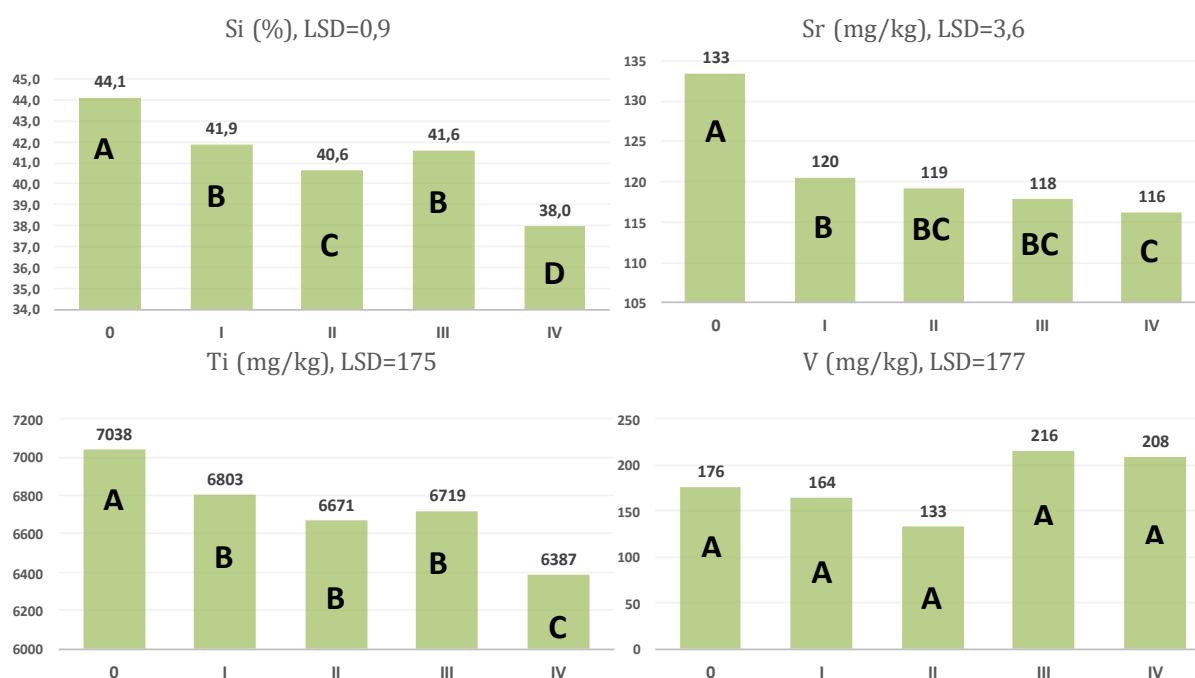 Si (%), LSD=0,9
45,0
44,0
43,0
42,0
41,0
40,0
39,0
38,0
37,0
36,0
35,0
34,0
44,1
41,9
40,6
41,6
38,0
A
B
C
B
D
0 I II III IV
Sr (mg/kg), LSD=3,6
135
130
125
120
115
110
105
133
120
119
118
116
A
B
BC
BC
C
0 I II III IV
Ti (mg/kg), LSD=175
7200
7000
6800
6600
6400
6200
6000
7038
6803
6671
6719
6387
A
B
B
B
C
0 I II III IV
V (mg/kg), LSD=177
250
200
150
100
50
0
176
164
133
216
208
A
A
A
A
A
0 I II III IV